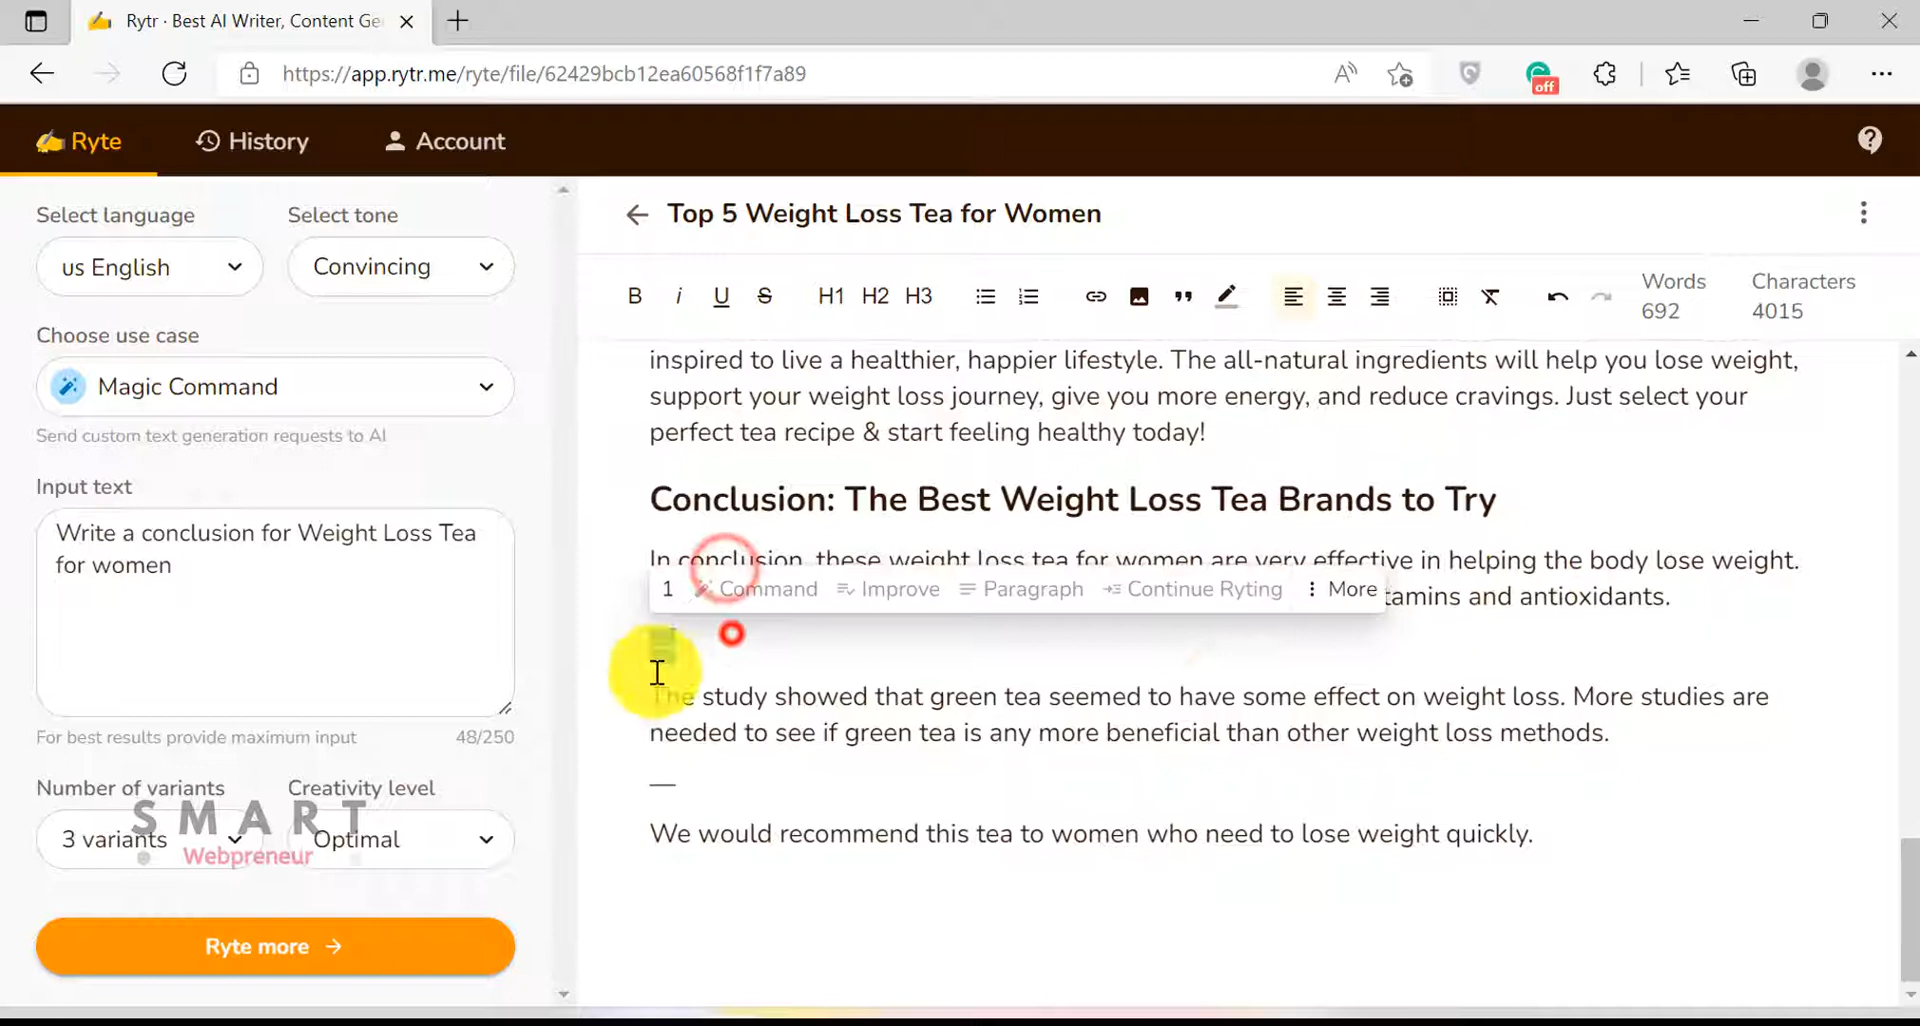 Rytr · Best AI Writer, Content Ge
https://app.rytr.me/ryte/file/62429bcb12ea60568f1f7a89
off
Ryte
History
Account
Select language
Select tone
us English
Convincing
Choose use case
Magic Command
Send custom text generation requests to AI
Input text
Write a conclusion for Weight Loss Tea
for women
For best results provide maximum input
48/250
Number of variants
Creativity level
3 variants
Optimal
SMART
Webpreneur
Ryte more
Top 5 Weight Loss Tea for Women
B i U S H1 H2 H3
Words
692
Characters
4015
inspired to live a healthier, happier lifestyle. The all-natural ingredients will help you lose weight,
support your weight loss journey, give you more energy, and reduce cravings. Just select your
perfect tea recipe & start feeling healthy today!
Conclusion: The Best Weight Loss Tea Brands to Try
In conclusion, these weight loss tea for women are very effective in helping the body lose weight.
1 Command Improve Paragraph Continue Ryting More
tamins and antioxidants.
The study showed that green tea seemed to have some effect on weight loss. More studies are
needed to see if green tea is any more beneficial than other weight loss methods.
—
We would recommend this tea to women who need to lose weight quickly.